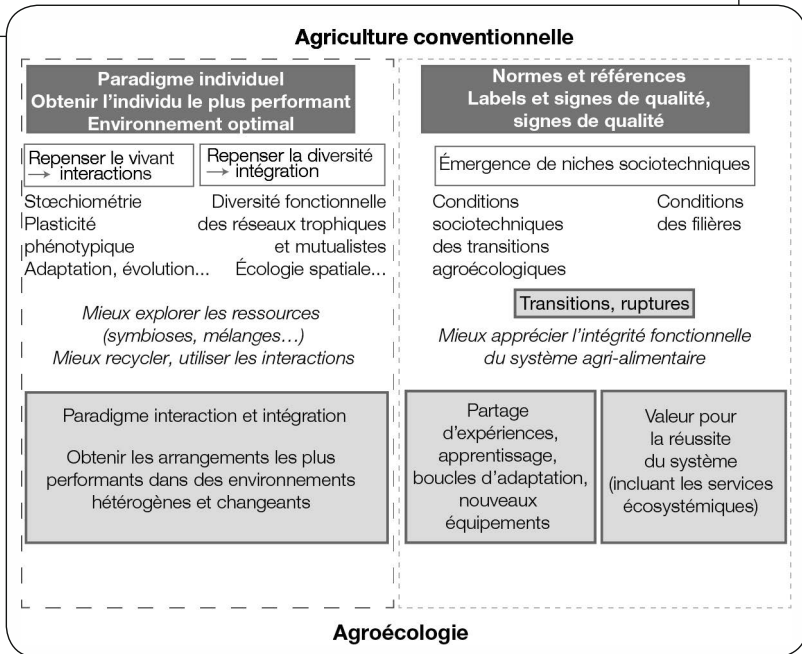 Agriculture conventionnelle
Paradigme individuel
Obtenir l'individu le plus performant
Environnement optimal
Repenser le vivant
→ interactions
Repenser la diversité
→ intégration
Stœchiométrie
Plasticité
phénotypique
Adaptation, évolution...
Diversité fonctionnelle
des réseaux trophiques
et mutualistes
Écologie spatiale...
Mieux explorer les ressources
(symbioses, mélanges...)
Mieux recycler, utiliser les interactions
Paradigme interaction et intégration
Obtenir les arrangements les plus
performants dans des environnements
hétérogènes et changeants
Normes et références
Labels et signes de qualité,
signes de qualité
Émergence de niches sociotechniques
Conditions
sociotechniques
des transitions
agroécologiques
Conditions
des filières
Transitions, ruptures
Mieux apprécier l'intégrité fonctionnelle
du système agri-alimentaire
Partage
d'expériences,
apprentissage,
boucles d'adaptation,
nouveaux
équipements
Valeur pour
la réussite
du système
(incluant les services
écosystémiques)
Agroécologie